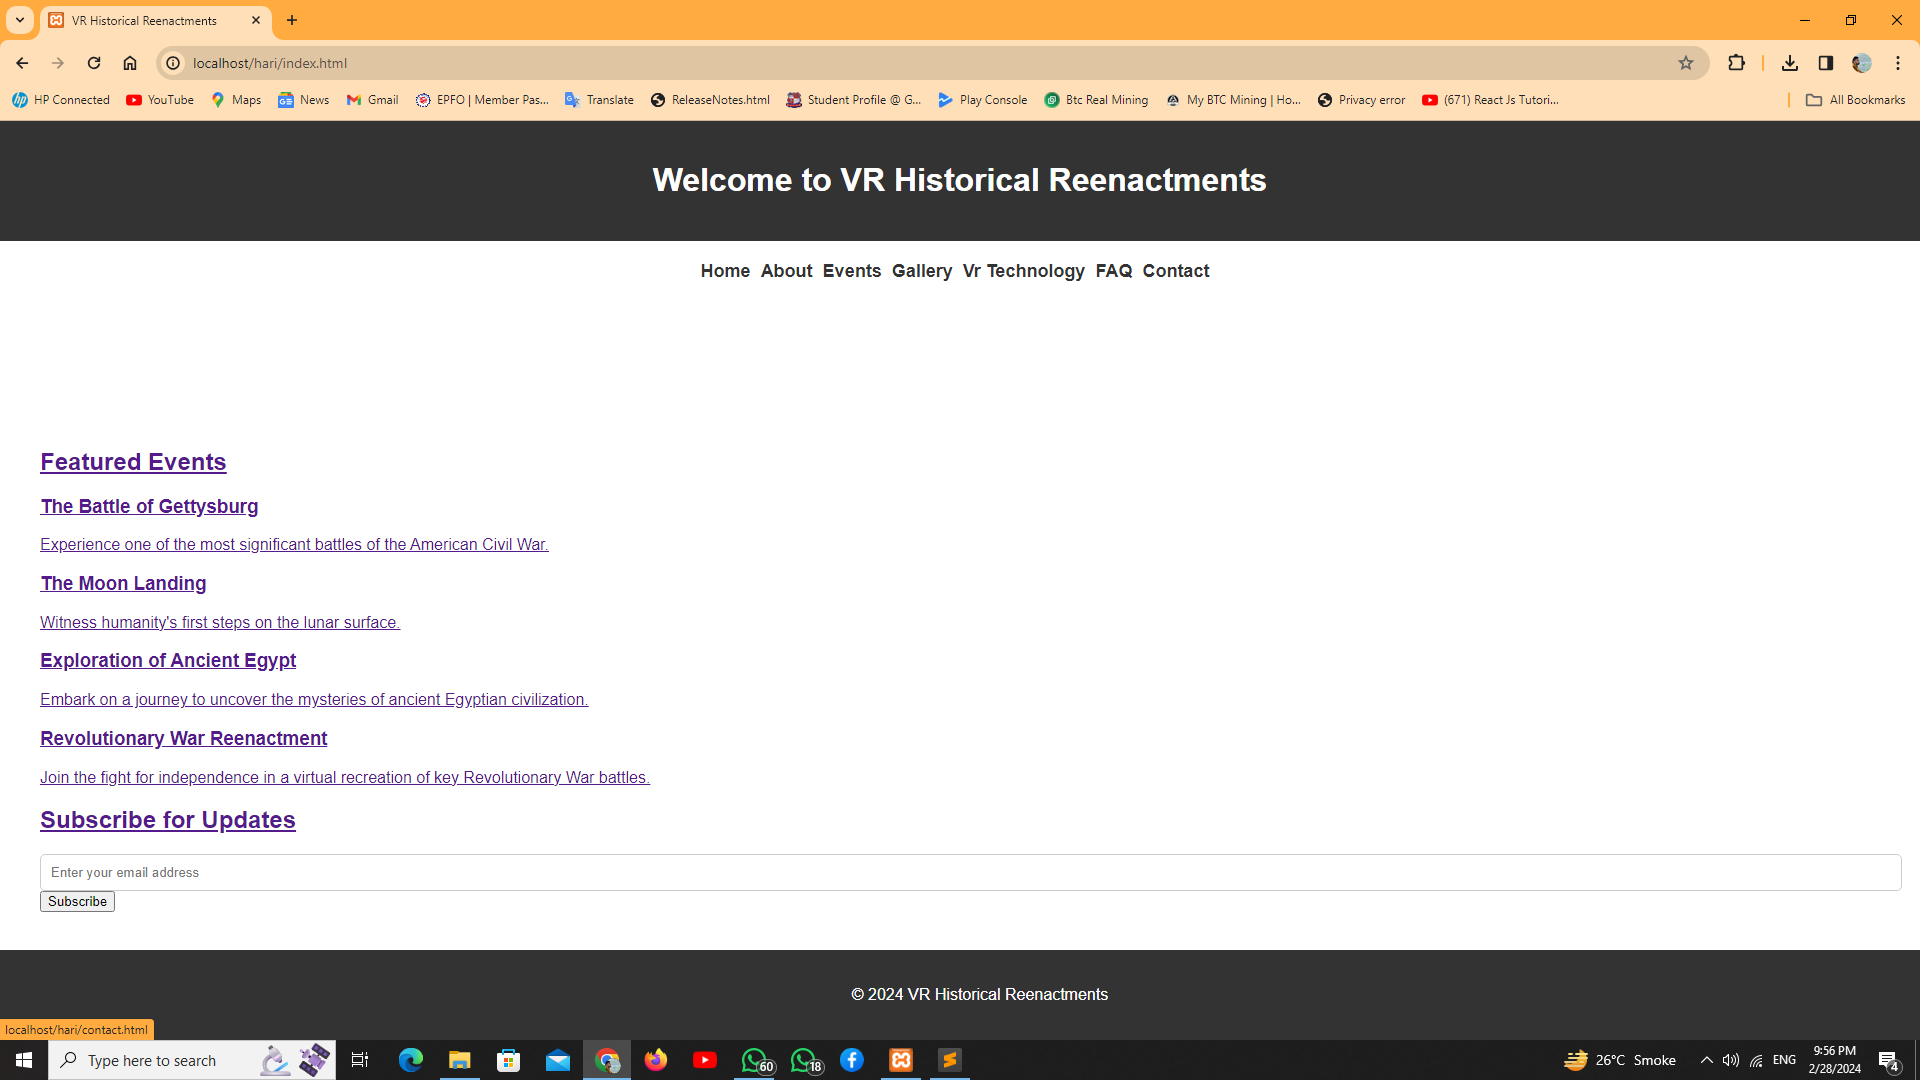 VR Historical Reenactments
localhost/hari/index.html
HP Connected YouTube Maps News Gmail EPFO | Member Pas... Translate ReleaseNotes.html Student Profile @ G... Play Console Btc Real Mining My BTC Mining | Ho... Privacy error (671) React Js Tutori... All Bookmarks
Welcome to VR Historical Reenactments
Home About Events Gallery Vr Technology FAQ Contact
Featured Events
The Battle of Gettysburg
Experience one of the most significant battles of the American Civil War.
The Moon Landing
Witness humanity's first steps on the lunar surface.
Exploration of Ancient Egypt
Embark on a journey to uncover the mysteries of ancient Egyptian civilization.
Revolutionary War Reenactment
Join the fight for independence in a virtual recreation of key Revolutionary War battles.
Subscribe for Updates
Enter your email address
Subscribe
© 2024 VR Historical Reenactments
localhost/hari/contact.html
Type here to search
60
18
26°C Smoke
ENG
9:56 PM
2/28/2024
4